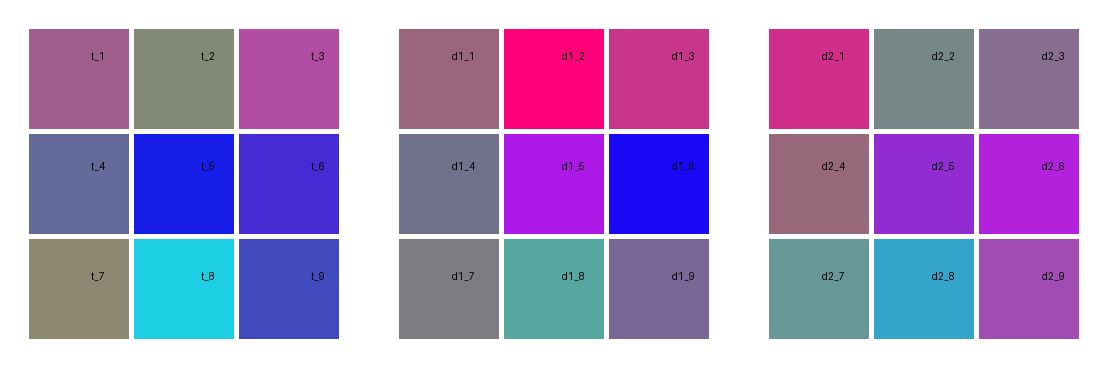 t_1 t_2 t_3 d1_1 d1_2 d1_3 d2_1 d2_2 d2_3
t_4 t_5 t_6 d1_4 d1_5 d1_6 d2_4 d2_5 d2_6
t_7 t_8 t_9 d1_7 d1_8 d1_9 d2_7 d2_8 d2_9